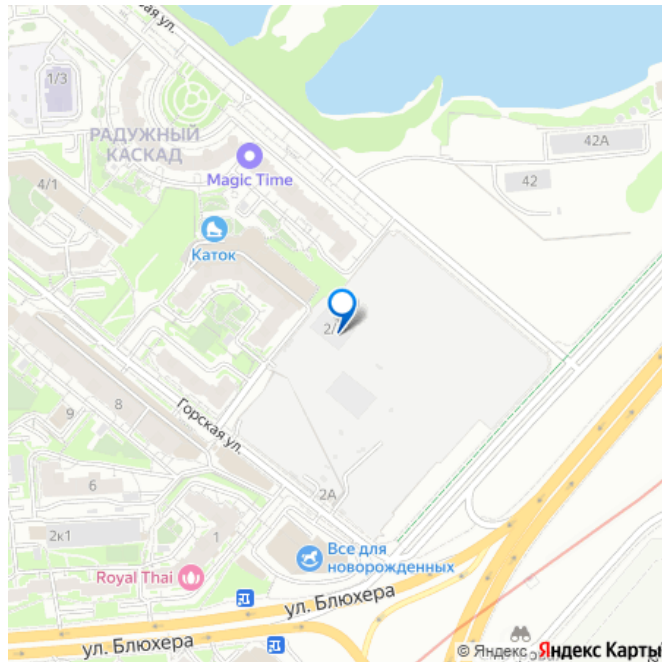 вая ул.
1/3
РАДУЖНЫЙ
КАСКАД
42А
4/1
Magic Time
42
Каток
2/
Горская ул.
8
9
6
2А
2к1
1
Все для
новорожденных
Royal Thai
ул. Блюхера
ул. Блюхера
© Яндекс Яндекс Карты